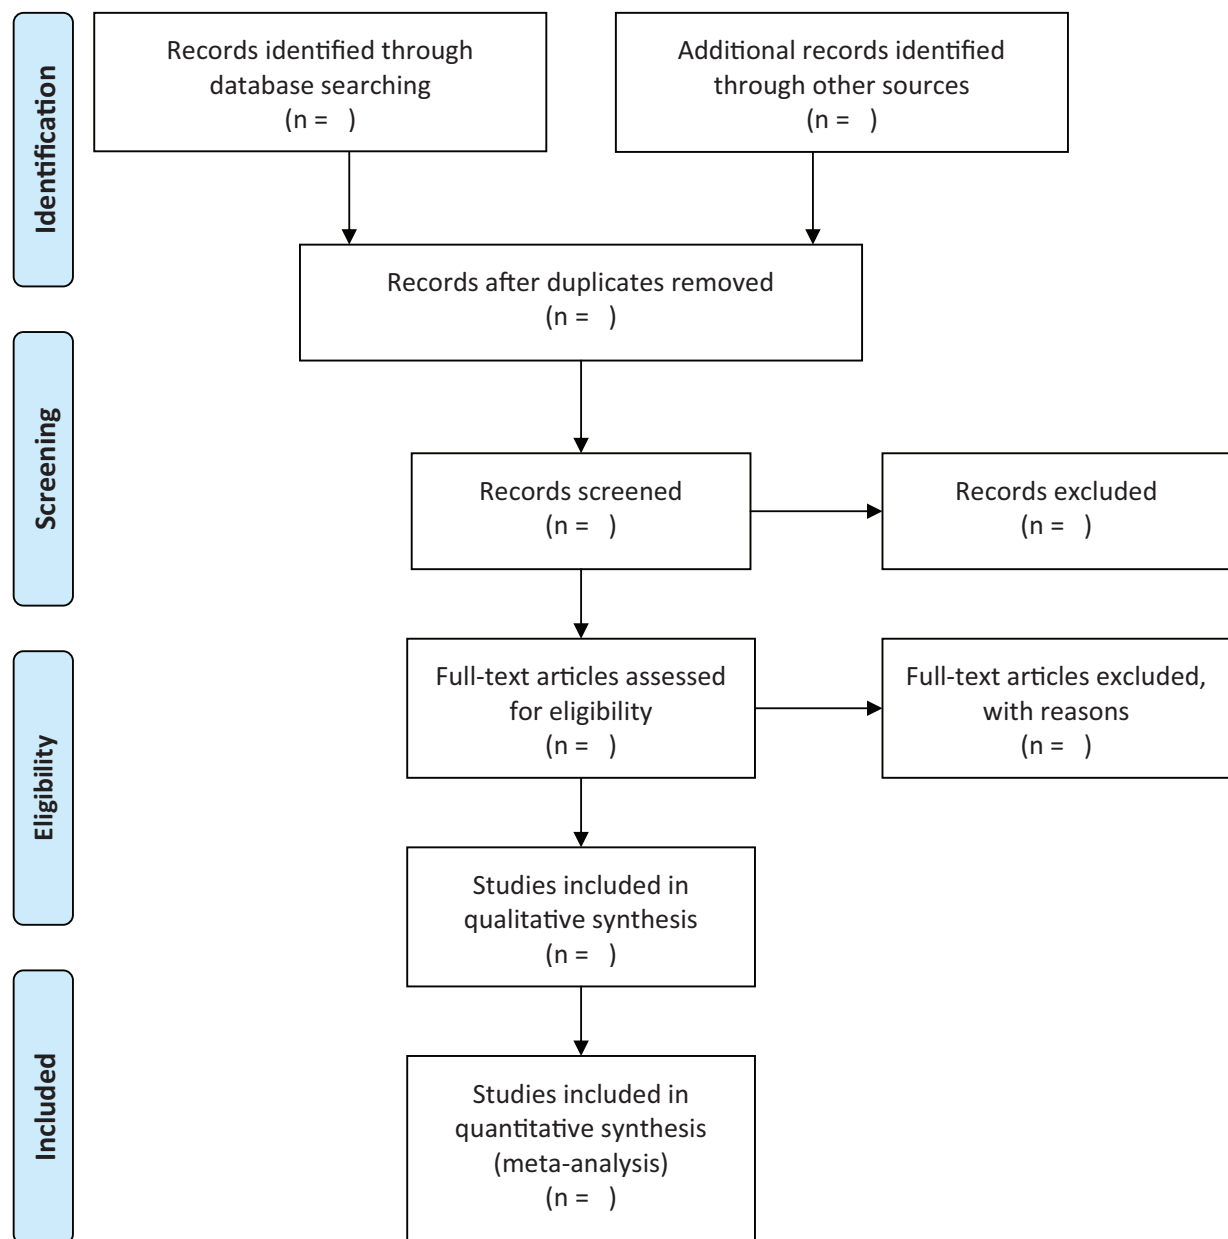 Identification
Records identified through
database searching
(n =   )
Additional records identified
through other sources
(n =   )
Records after duplicates removed
(n =   )
Screening
Records screened
(n =   )
Records excluded
(n =   )
Eligibility
Full-text articles assessed
for eligibility
(n =   )
Full-text articles excluded,
with reasons
(n =   )
Studies included in
qualitative synthesis
(n =   )
Included
Studies included in
quantitative synthesis
(meta-analysis)
(n =   )